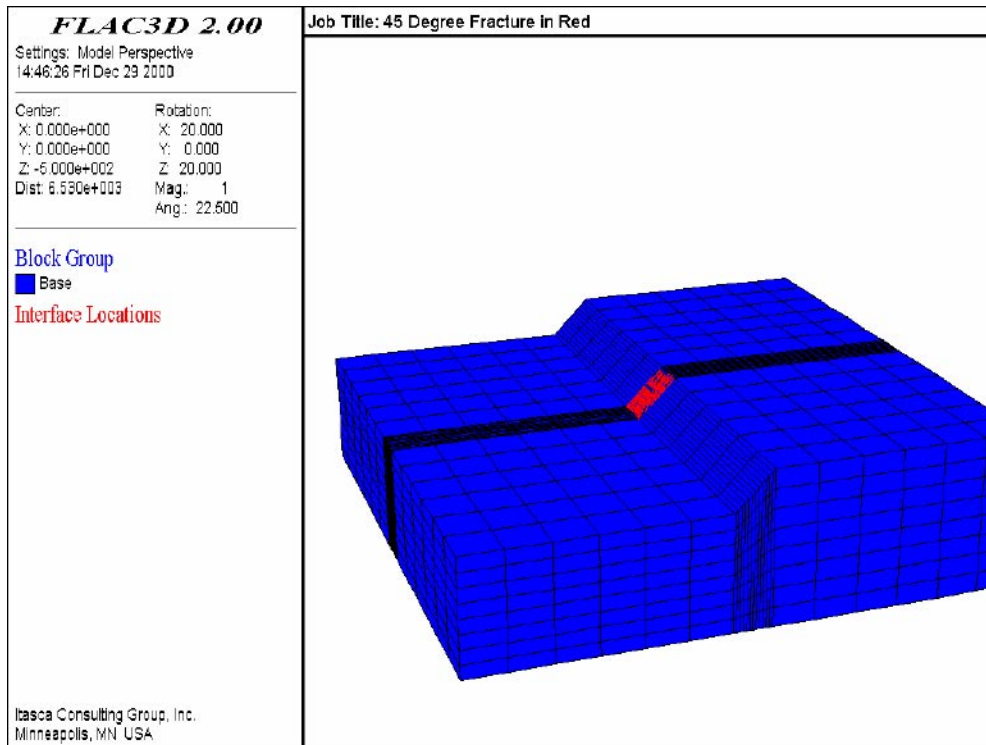 FLAC3D 2.00
Job Title: 45 Degree Fracture in Red
Settings: Model Perspective
14:46:26 Fri Dec 29 2000
Center: Rotation:
X: 0.000e+000 X: 20.000
Y: 0.000e+000 Y: 0.000
Z: -5.000e+002 Z: 20.000
Dist: 6.530e+003 Mag.: 1
Ang.: 22.500
Block Group
Base
Interface Locations
Itasca Consulting Group, Inc.
Minneapolis, MN USA